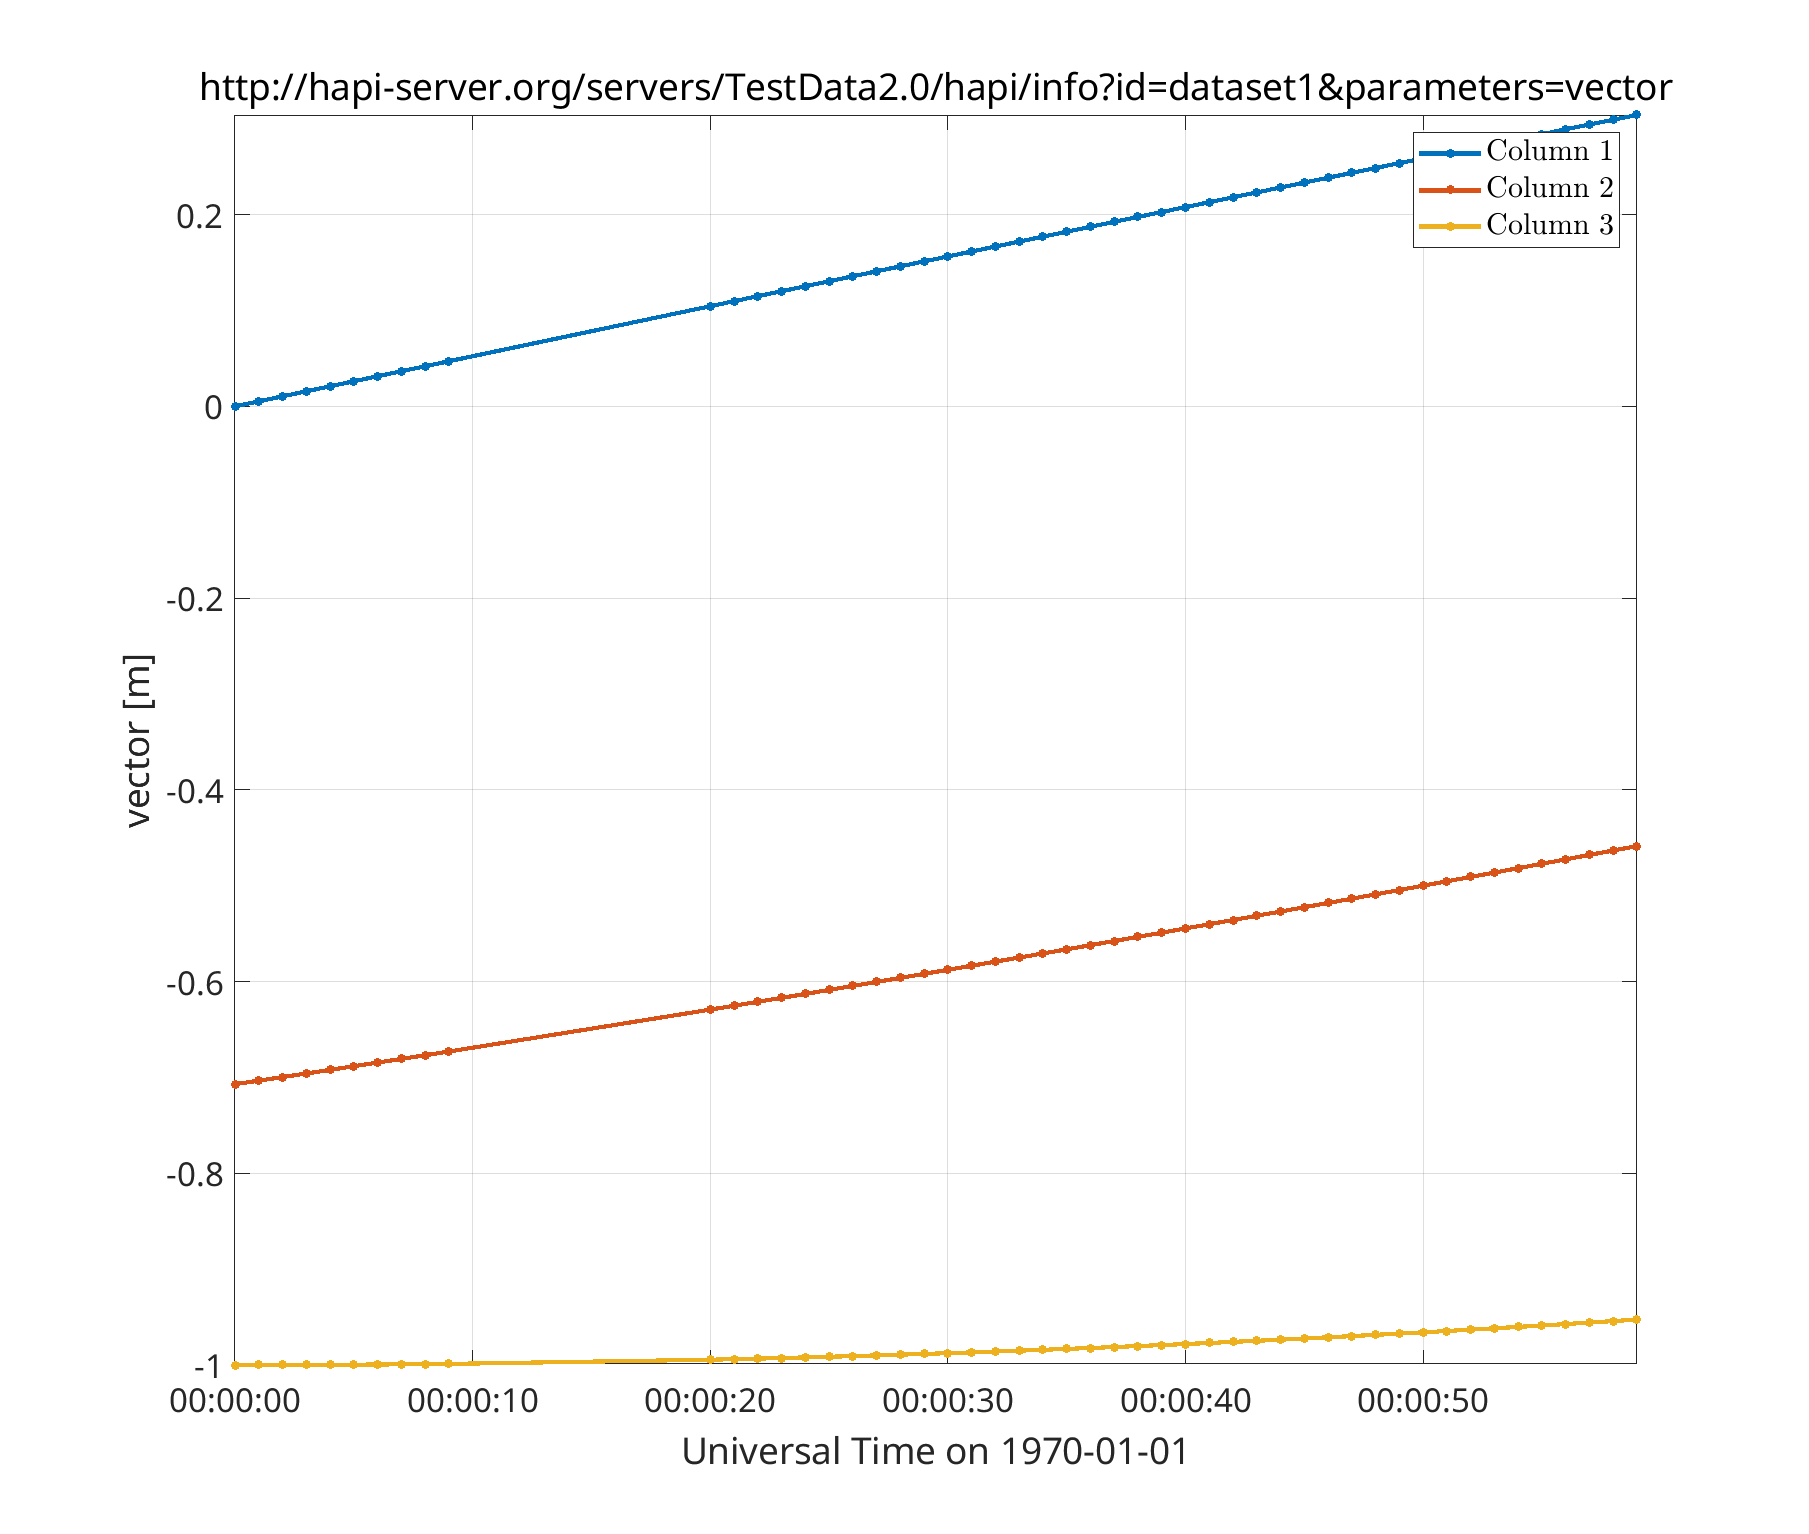 http://hapi-server.org/servers/TestData2.0/hapi/info?id=dataset1&parameters=vector
Column 1
Column 2
Column 3
0.2
0
-0.2
-0.4
-0.6
-0.8
-1
vector [m]
00:00:00 00:00:10 00:00:20 00:00:30 00:00:40 00:00:50
Universal Time on 1970-01-01